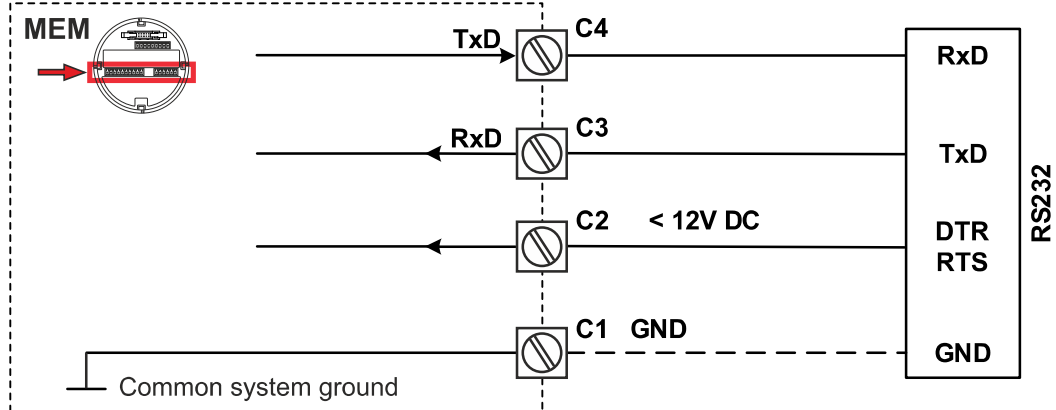 MEM
TxD C4 RxD
RxD C3 TxD
C2 < 12V DC DTR
RTS
RS232
C1 GND GND
Common system ground